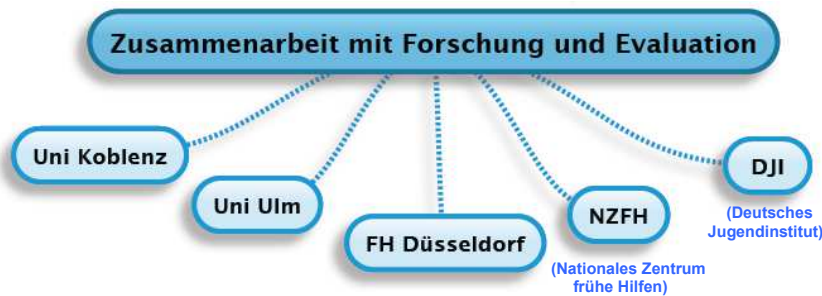 Zusammenarbeit mit Forschung und Evaluation
Uni Koblenz
Uni Ulm
FH Düsseldorf
NZFH
(Nationales Zentrum
frühe Hilfen)
DJI
(Deutsches
Jugendinstitut)